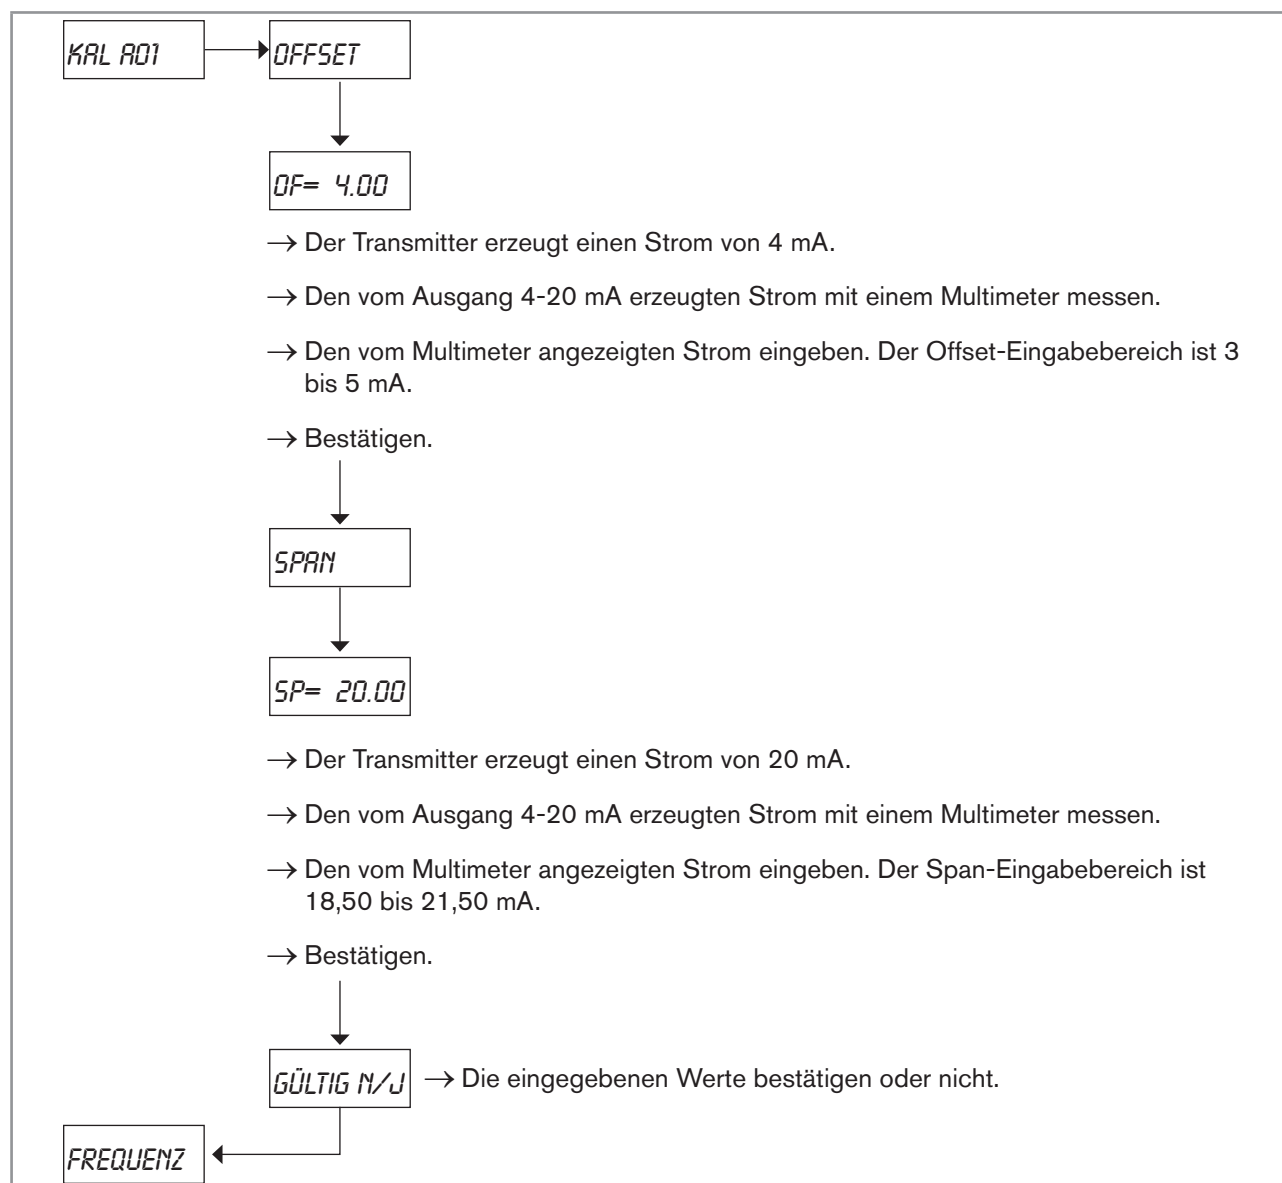 KAL AO1
OFFSET
OF= 4.00
→ Der Transmitter erzeugt einen Strom von 4 mA.
→ Den vom Ausgang 4-20 mA erzeugten Strom mit einem Multimeter messen.
→ Den vom Multimeter angezeigten Strom eingeben. Der Offset-Eingabebereich ist 3
bis 5 mA.
→ Bestätigen.
SPAN
SP= 20.00
→ Der Transmitter erzeugt einen Strom von 20 mA.
→ Den vom Ausgang 4-20 mA erzeugten Strom mit einem Multimeter messen.
→ Den vom Multimeter angezeigten Strom eingeben. Der Span-Eingabebereich ist
18,50 bis 21,50 mA.
→ Bestätigen.
GÜLTIG N/J
→ Die eingegebenen Werte bestätigen oder nicht.
FREQUENZ